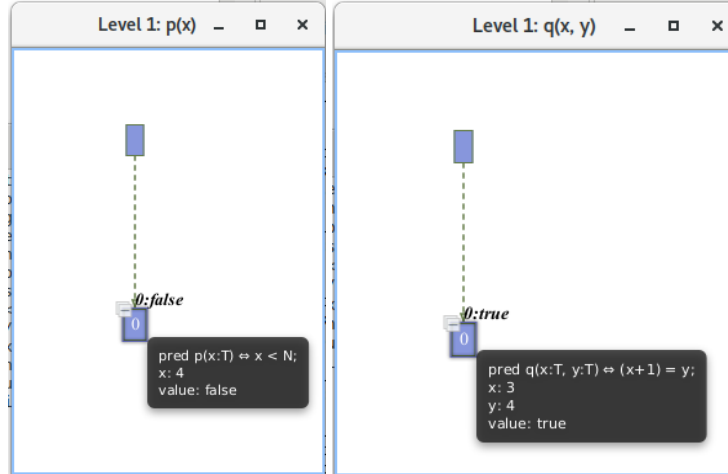 Level 1: p(x)
0:false
0
pred p(x:T) ⇔ x < N;
x: 4
value: false
Level 1: q(x, y)
0:true
0
pred q(x:T, y:T) ⇔ (x+1) = y;
x: 3
y: 4
value: true